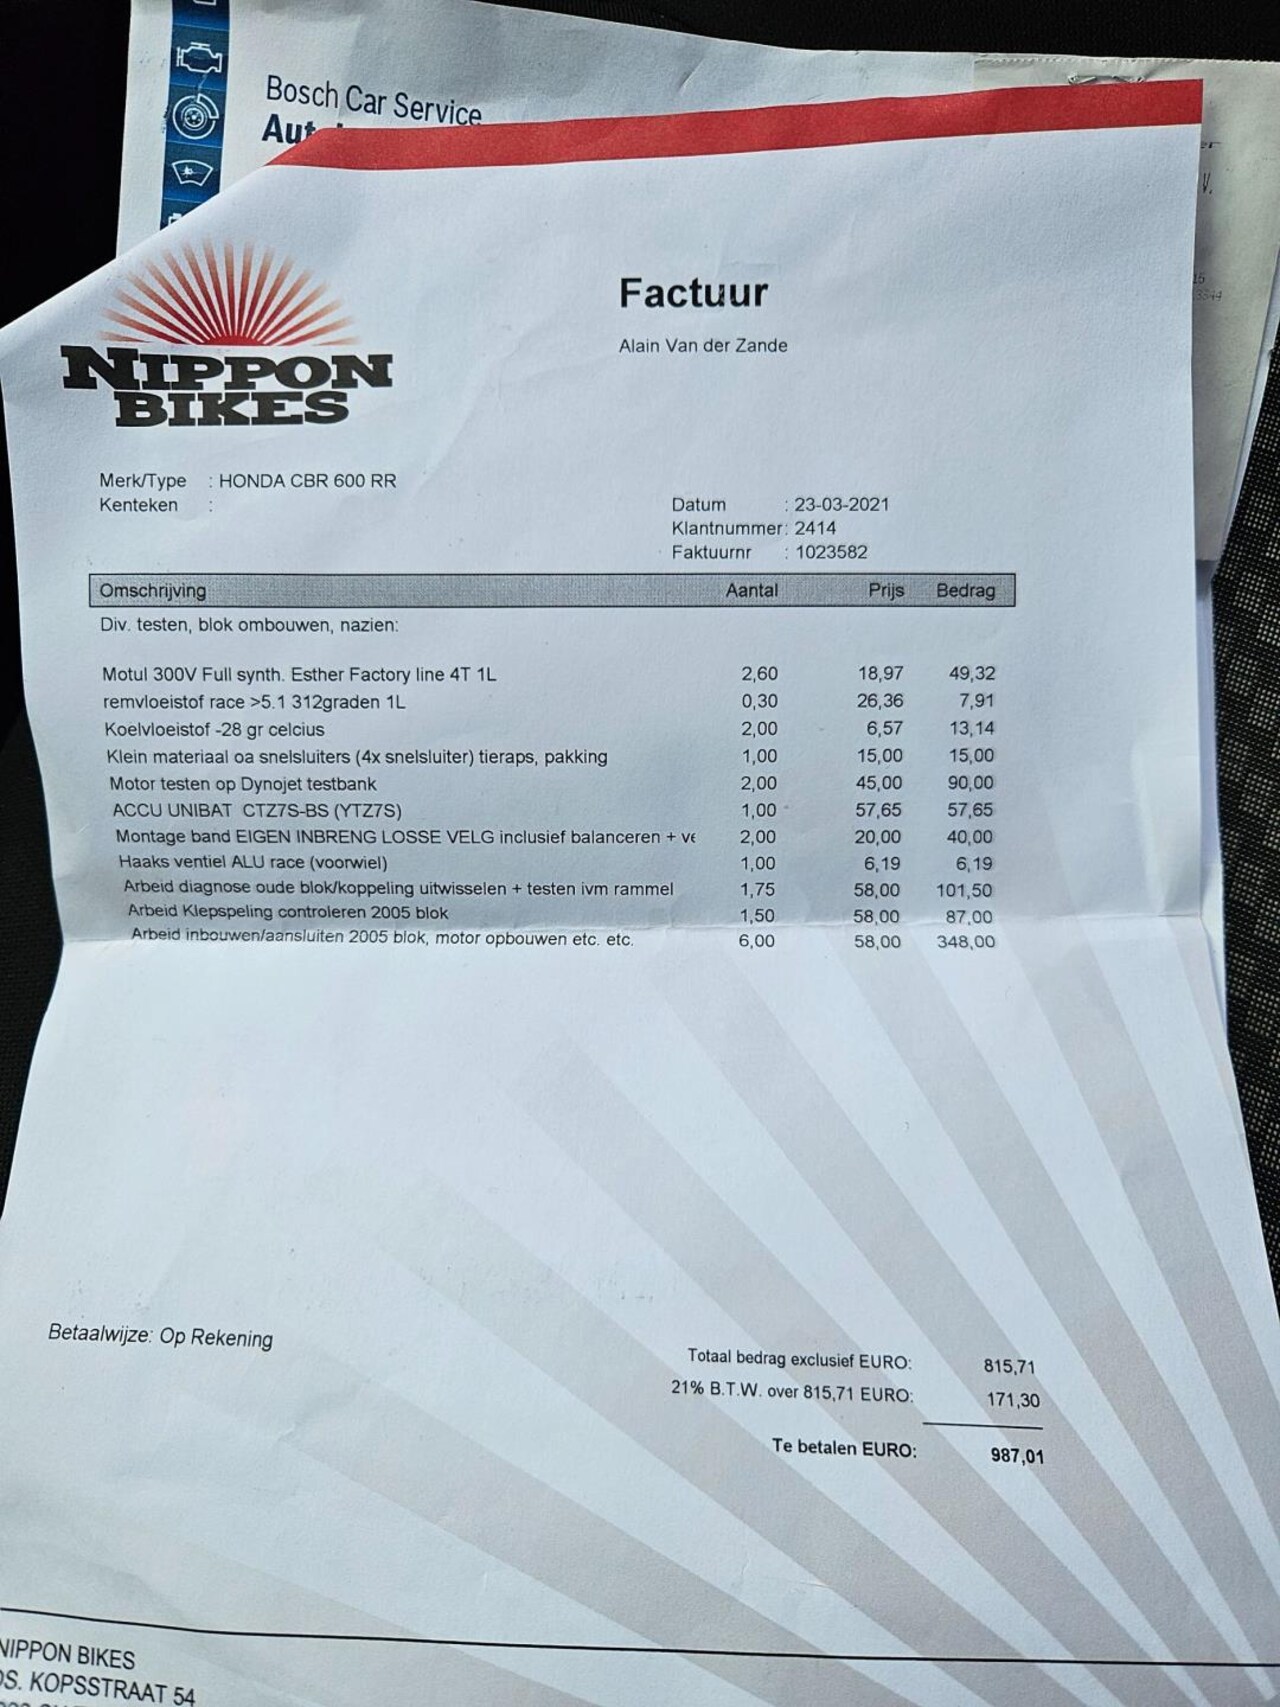 Bosch Car Service
NIPPON
BIKES
Factuur
Alain Van der Zande
Merk/Type : HONDA CBR 600 RR
Kenteken :
Datum : 23-03-2021
Klantnummer: 2414
Faktuurnr : 1023582
Omschrijving Aantal Prijs Bedrag
Div. testen, blok ombouwen, nazien:
Motul 300V Full synth. Esther Factory line 4T 1L 2,60 18,97 49,32
remvloeistof race >5.1 312graden 1L 0,30 26,36 7,91
Koelvloeistof -28 gr celcius 2,00 6,57 13,14
Klein materiaal oa snelsluiters (4x snelsluiter) tieraps, pakking 1,00 15,00 15,00
Motor testen op Dynojet testbank 2,00 45,00 90,00
ACCU UNIBAT CTZ7S-BS (YTZ7S) 1,00 57,65 57,65
Montage band EIGEN INBRENG LOSSE VELG inclusief balanceren + ve 2,00 20,00 40,00
Haaks ventiel ALU race (voorwiel) 1,00 6,19 6,19
Arbeid diagnose oude blok/koppeling uitwisselen + testen ivm rammel 1,75 58,00 101,50
Arbeid Klepspeling controleren 2005 blok 1,50 58,00 87,00
Arbeid inbouwen/aansluiten 2005 blok, motor opbouwen etc. etc. 6,00 58,00 348,00
Betaalwijze: Op Rekening
Totaal bedrag exclusief EURO: 815,71
21% B.T.W. over 815,71 EURO: 171,30
Te betalen EURO: 987,01
NIPPON BIKES
DS. KOPSSTRAAT 54